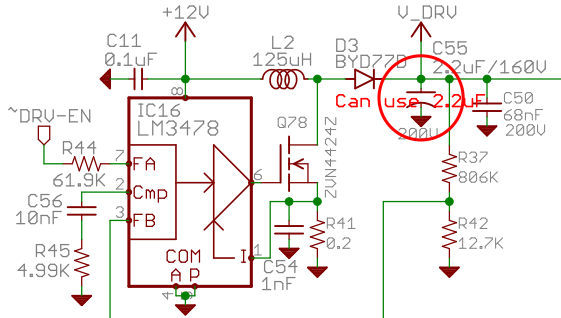 +12V
V_DRV
C11
0.1uF
L2
125uH
D3
BYD77D
C55
2.2uF/160V
Can use 2.2uF
200V
C50
68nF
200V
~DRV-EN
8
IC16
LM3478
Q78
ZVN4424Z
R44
61.9K
7
FA
2
Cmp
3
FB
6
C56
10nF
R37
806K
R45
4.99K
COM
A P
I
1
4
C54
1nF
R41
0.2
R42
12.7K